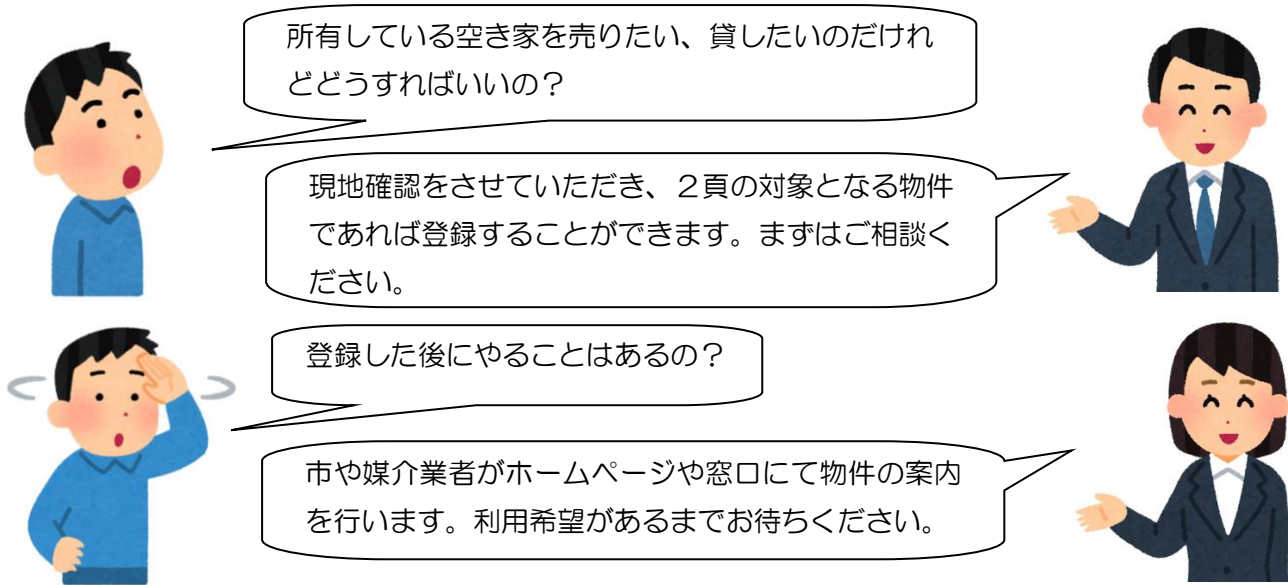 所有している空き家を売りたい、貸したいのだけれ
どどうすればいいの？
現地確認をさせていただき、２頁の対象となる物件
であれば登録することができます。まずはご相談く
ださい。
登録した後にやることはあるの？
市や媒介業者がホームページや窓口にて物件の案内
を行います。利用希望があるまでお待ちください。